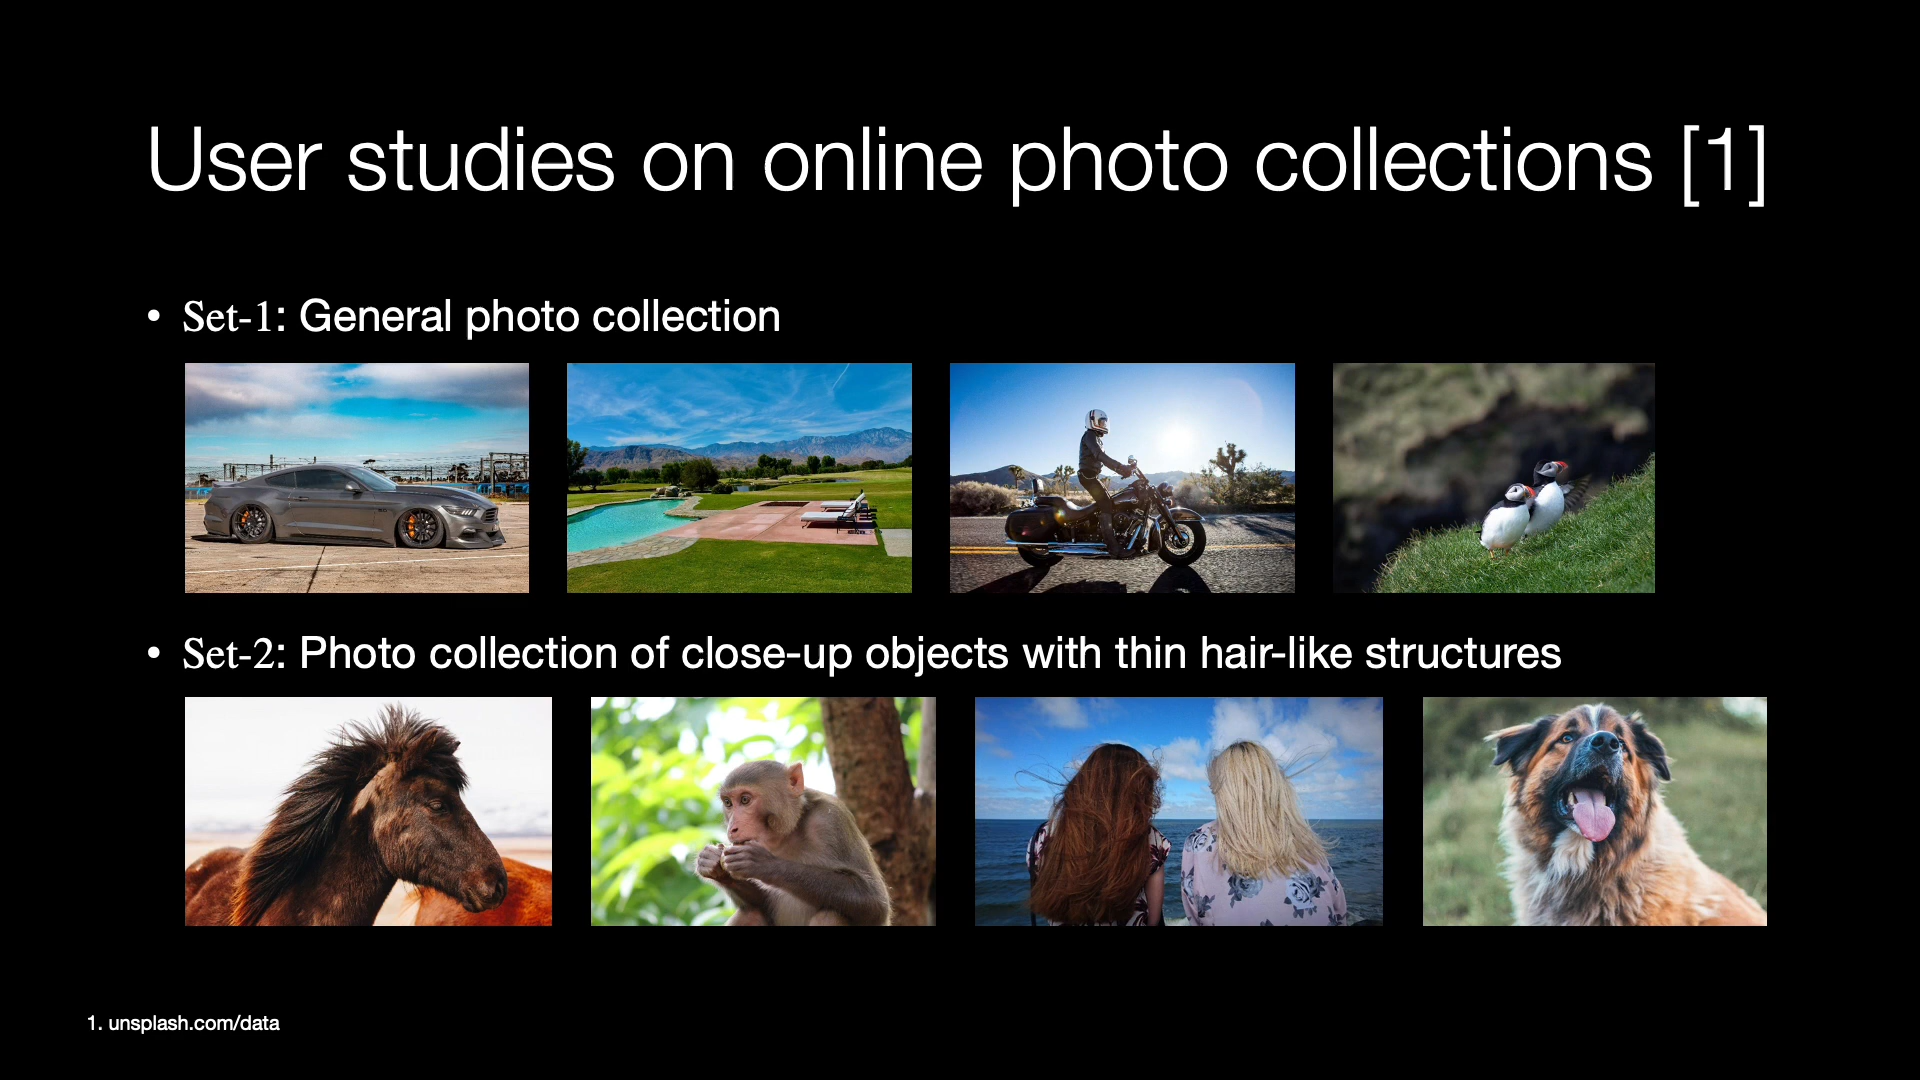 User studies on online photo collections [1]
• Set-1: General photo collection
• Set-2: Photo collection of close-up objects with thin hair-like structures
1. unsplash.com/data